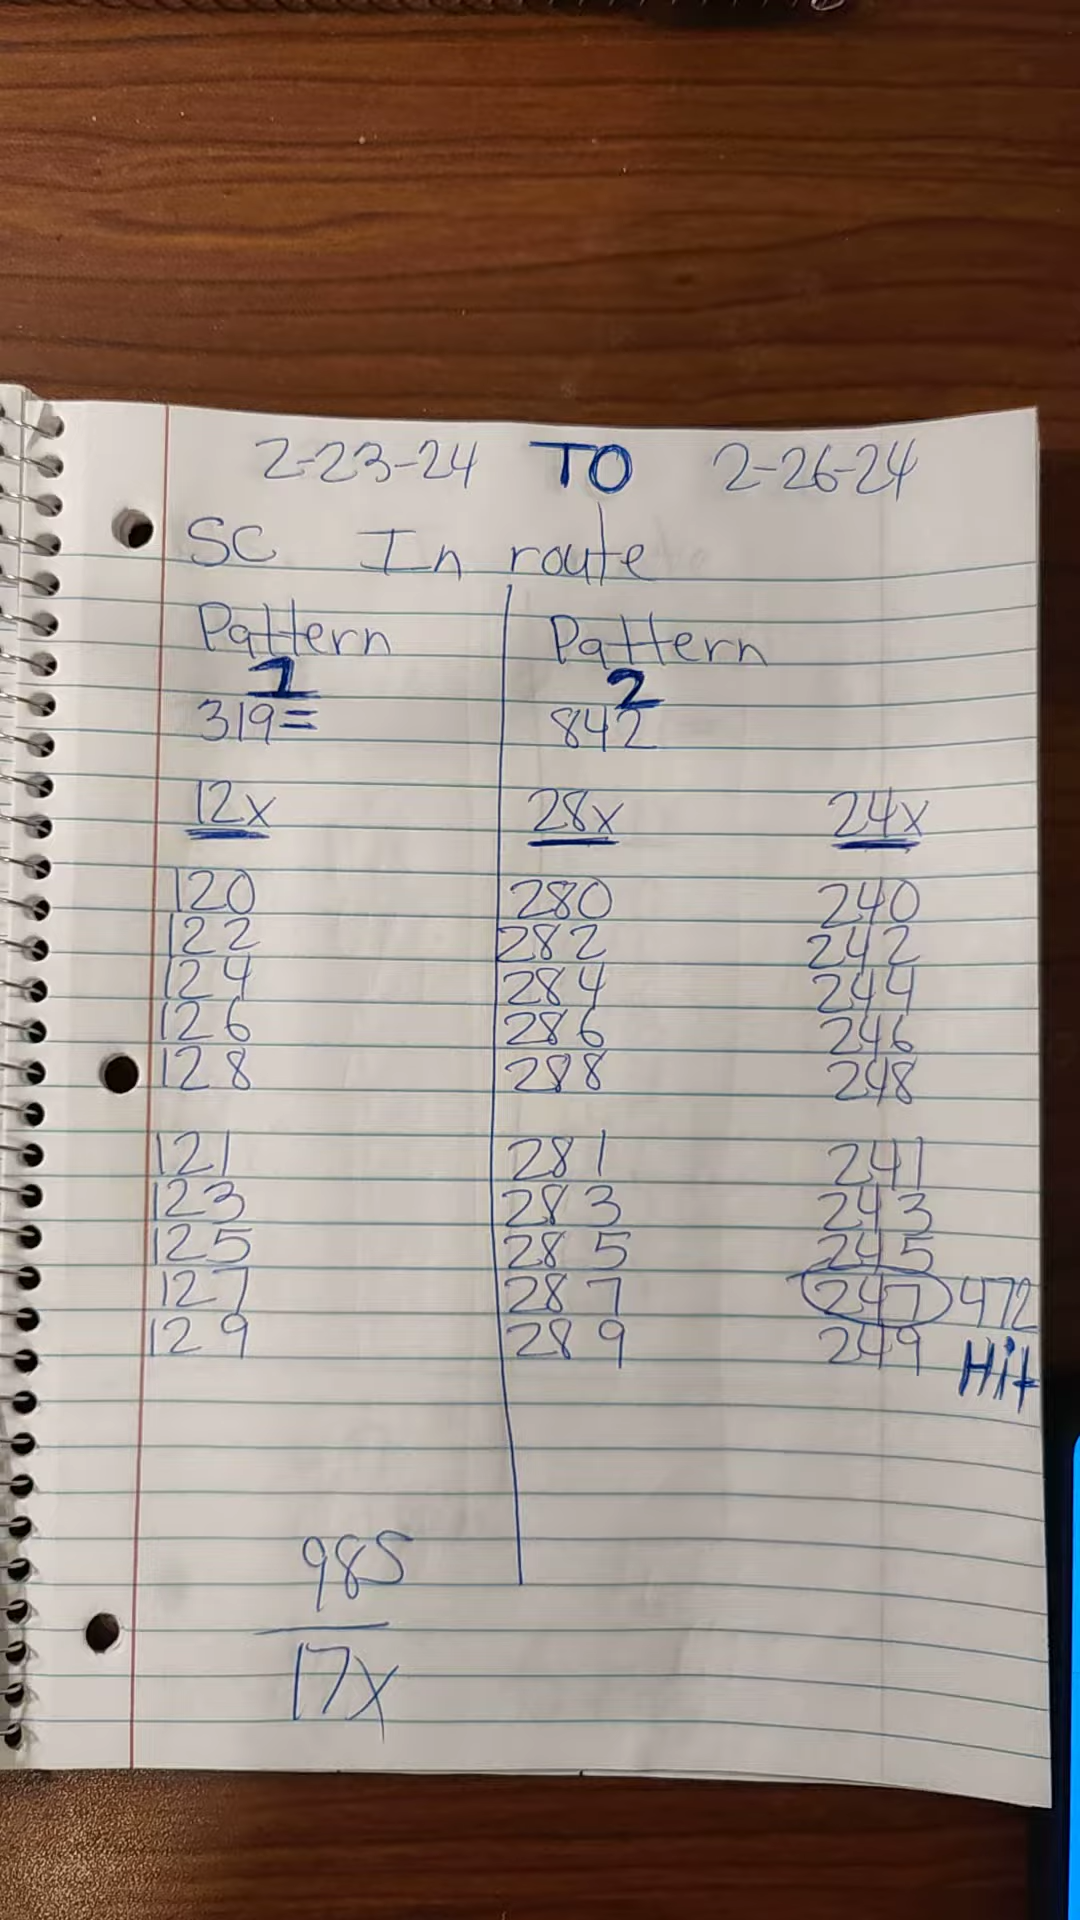 2-23-24 TO 2-26-24
SC In route
Pattern
1
319=
12x
120
122
124
126
128
121
123
125
127
129
Pattern
2
842
28x 24x
280 240
282 242
284 244
286 246
288 248
281 241
283 243
285 245
287 247 472
289 249 Hit
985
17x